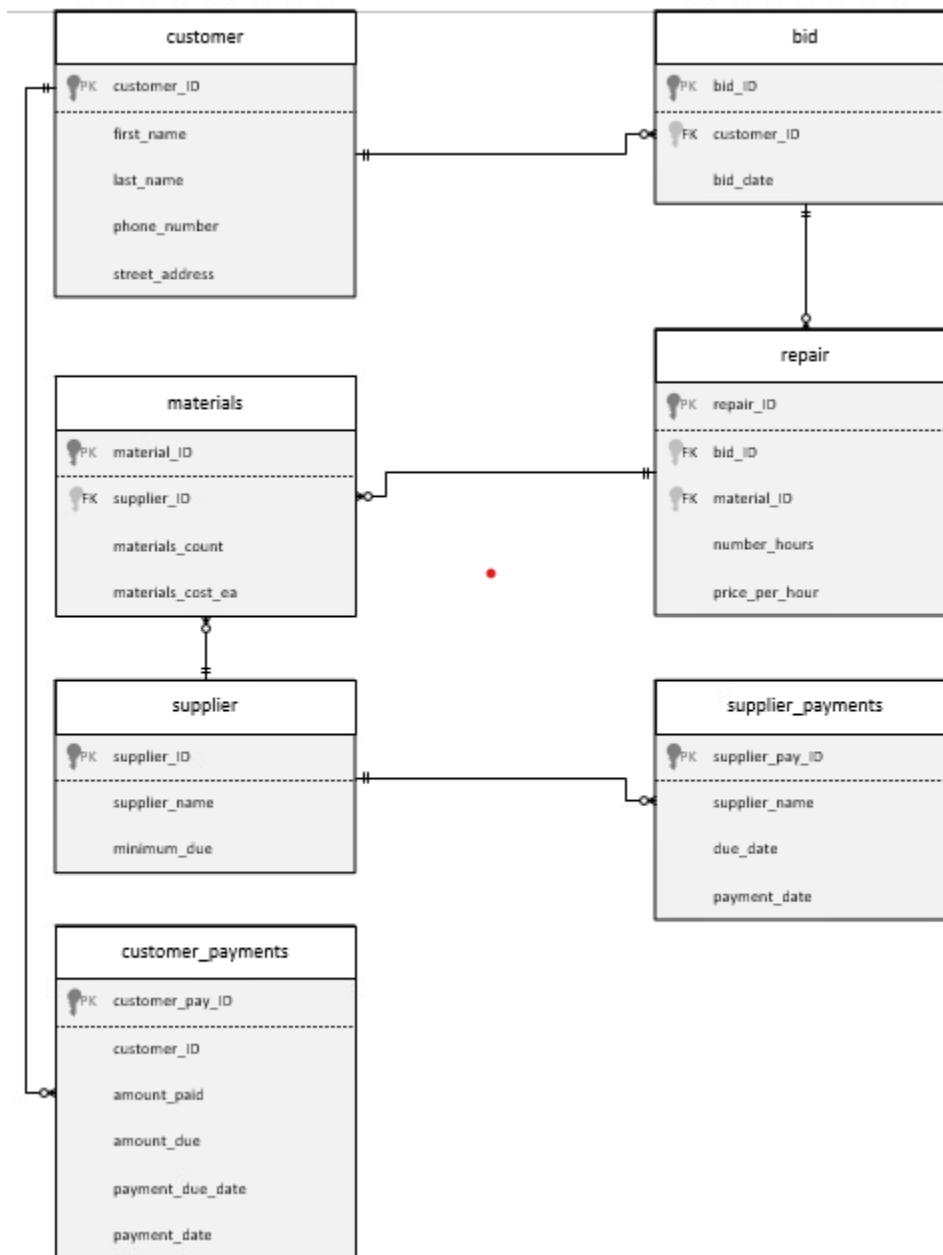 customer
PK customer_ID
first_name
last_name
phone_number
street_address
bid
PK bid_ID
FK customer_ID
bid_date
repair
PK repair_ID
FK bid_ID
FK material_ID
number_hours
price_per_hour
materials
PK material_ID
FK supplier_ID
materials_count
materials_cost_ea
supplier
PK supplier_ID
supplier_name
minimum_due
supplier_payments
PK supplier_pay_ID
supplier_name
due_date
payment_date
customer_payments
PK customer_pay_ID
customer_ID
amount_paid
amount_due
payment_due_date
payment_date